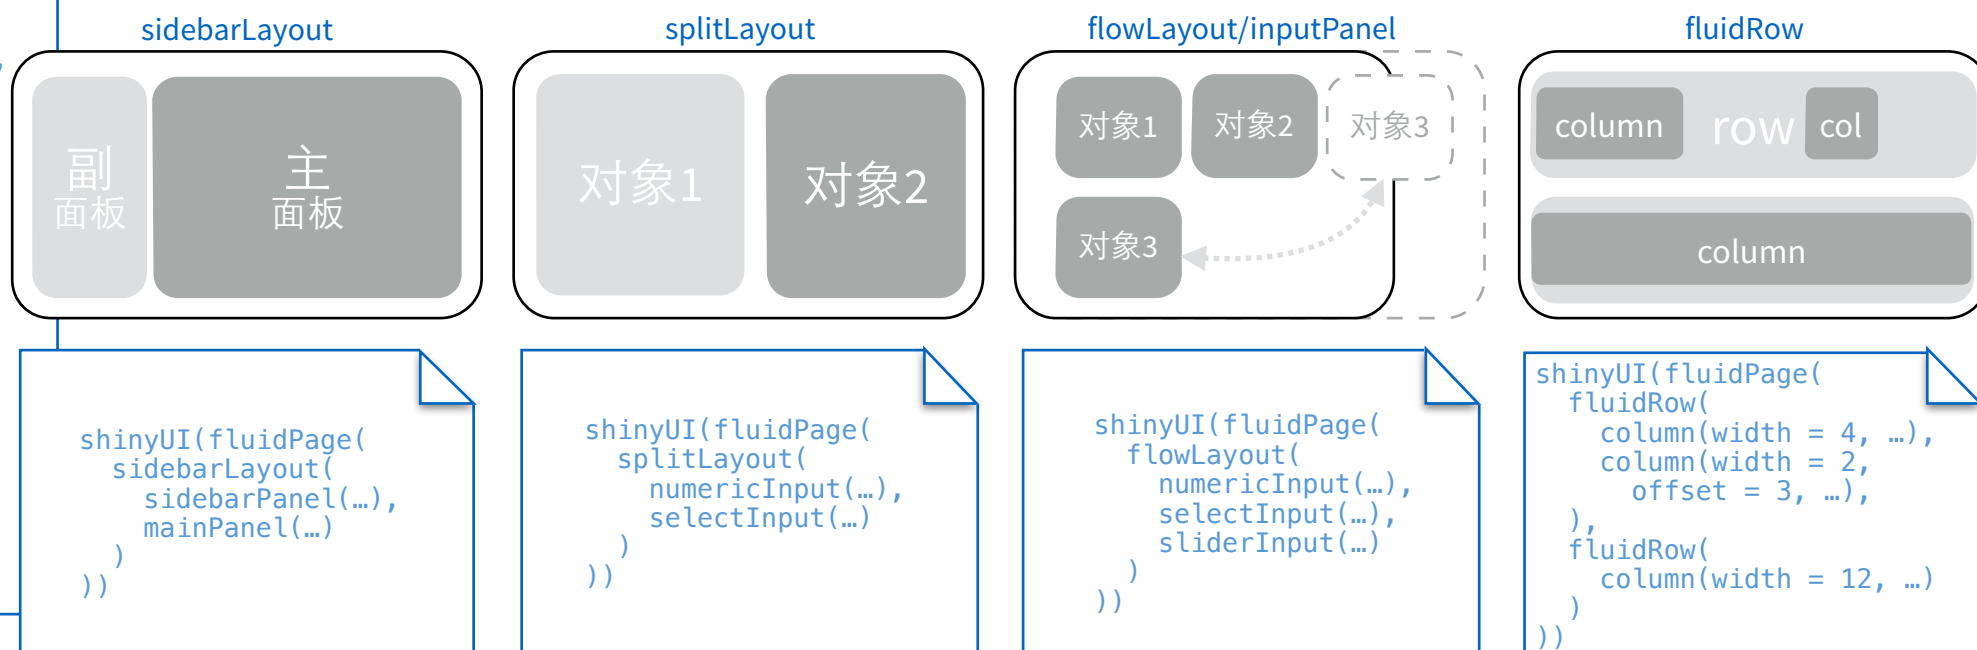 sidebarLayout
副
面板
主
面板
shinyUI(fluidPage(
  sidebarLayout(
    sidebarPanel(…),
    mainPanel(…)
  )
))
splitLayout
对象1
对象2
shinyUI(fluidPage(
  splitLayout(
    numericInput(…),
    selectInput(…)
  )
))
flowLayout/inputPanel
对象1
对象2
对象3
对象3
shinyUI(fluidPage(
  flowLayout(
    numericInput(…),
    selectInput(…),
    sliderInput(…)
  )
))
fluidRow
column
row
col
column
shinyUI(fluidPage(
  fluidRow(
    column(width = 4, …),
    column(width = 2,
      offset = 3, …),
  ),
  fluidRow(
    column(width = 12, …)
  )
))